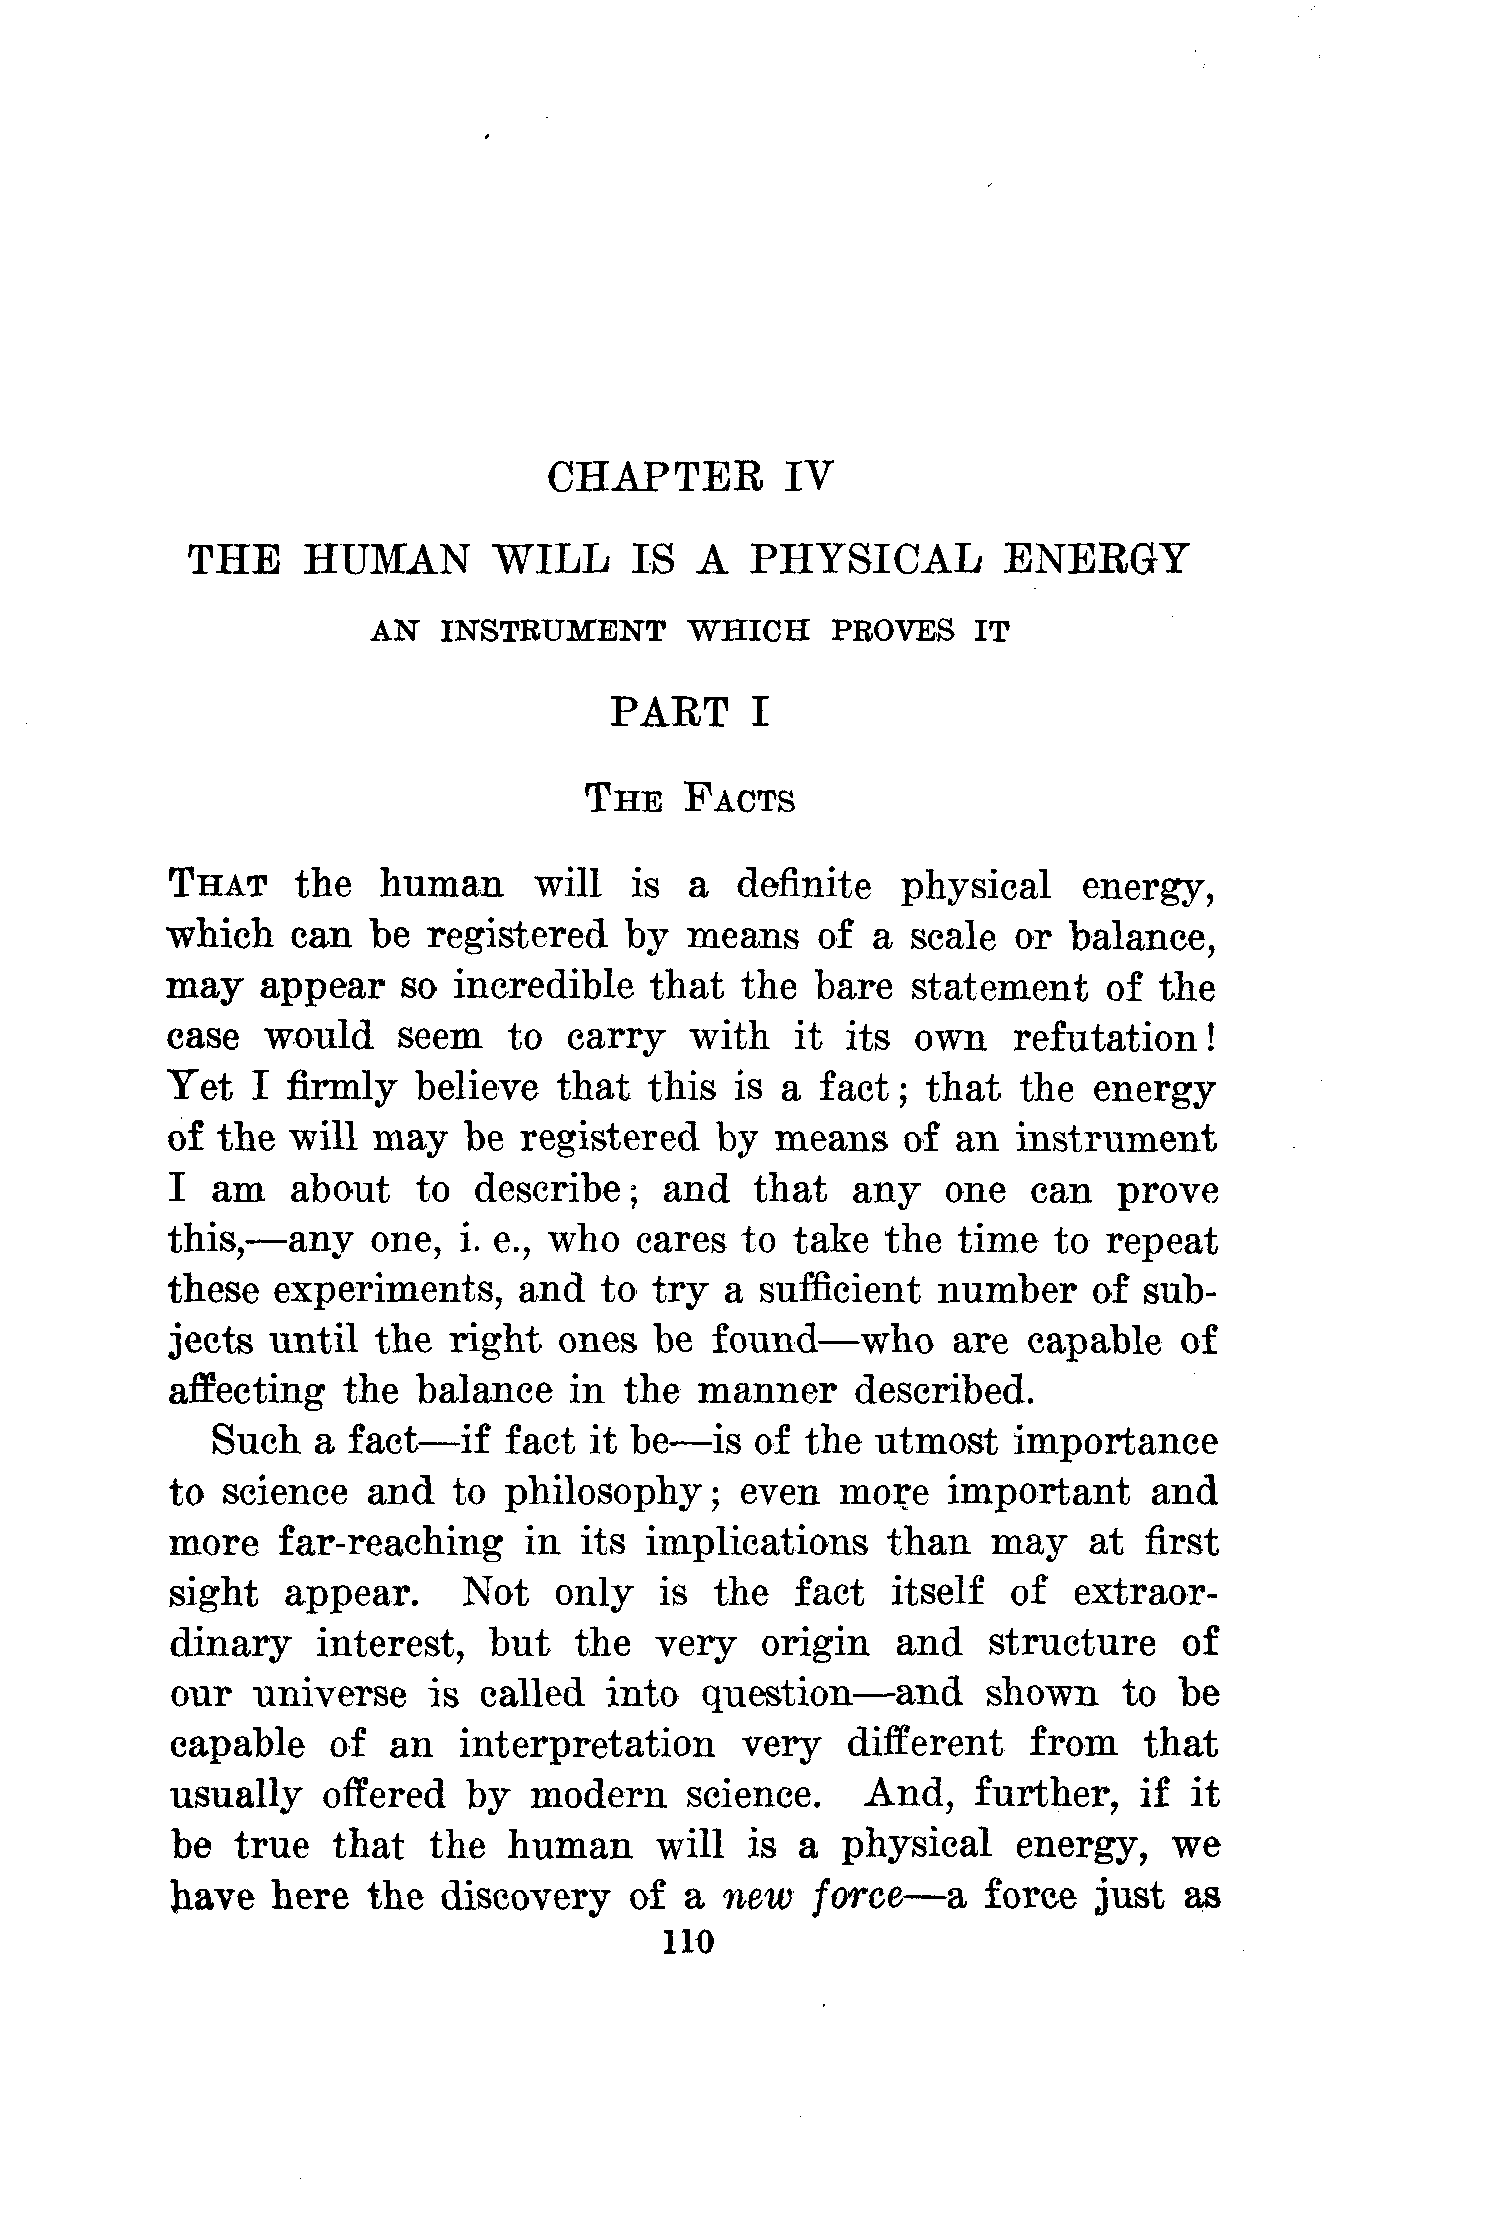 CHAPTER IV
THE HUMAN WILL IS A PHYSICAL ENERGY
AN INSTRUMENT WHICH PROVES IT
PART I
THE FACTS
THAT the human will is a definite physical energy,
which can be registered by means of a scale or balance,
may appear so incredible that the bare statement of the
case would seem to carry with it its own refutation!
Yet I firmly believe that this is a fact; that the energy
of the will may be registered by means of an instrument
I am about to describe; and that any one can prove
this,—any one, i. e., who cares to take the time to repeat
these experiments, and to try a sufficient number of sub-
jects until the right ones be found—who are capable of
affecting the balance in the manner described.
Such a fact—if fact it be—is of the utmost importance
to science and to philosophy; even more important and
more far-reaching in its implications than may at first
sight appear. Not only is the fact itself of extraor-
dinary interest, but the very origin and structure of
our universe is called into question—and shown to be
capable of an interpretation very different from that
usually offered by modern science. And, further, if it
be true that the human will is a physical energy, we
have here the discovery of a new force—a force just as
110